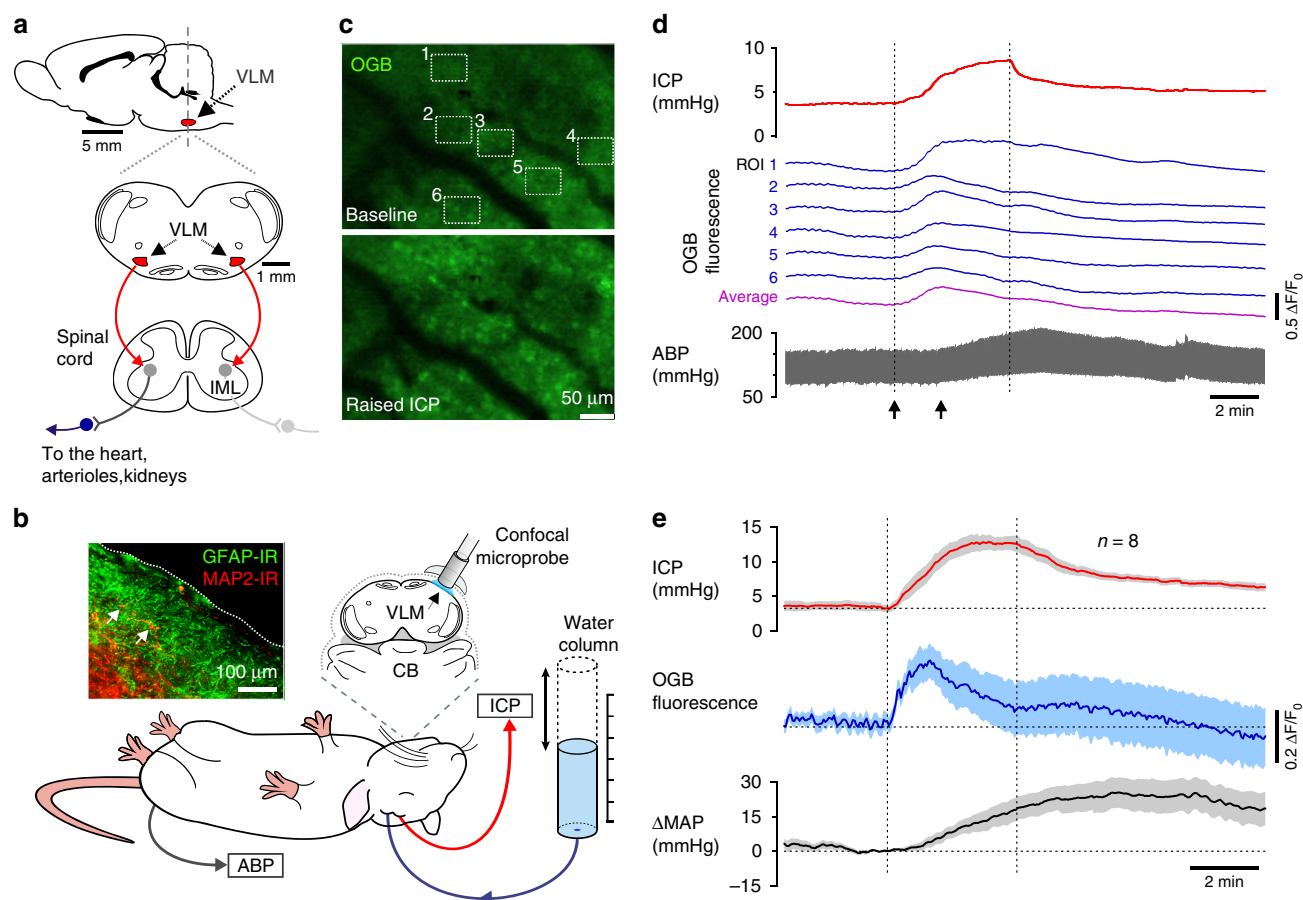 a
VLM
5 mm
VLM
1 mm
Spinal
cord
IML
To the heart,
arterioles,kidneys
b
GFAP-IR
MAP2-IR
100 μm
Confocal
microprobe
VLM
CB
Water
column
ICP
ABP
c
OGB
1
2
3
4
5
6
Baseline
Raised ICP
50 μm
d
ICP
(mmHg)
10
5
0
OGB
fluorescence
ROI 1
2
3
4
5
6
Average
0.5 ΔF/F0
ABP
(mmHg)
200
50
2 min
e
n = 8
ICP
(mmHg)
15
10
5
0
OGB
fluorescence
0.2 ΔF/F0
ΔMAP
(mmHg)
30
15
0
–15
2 min